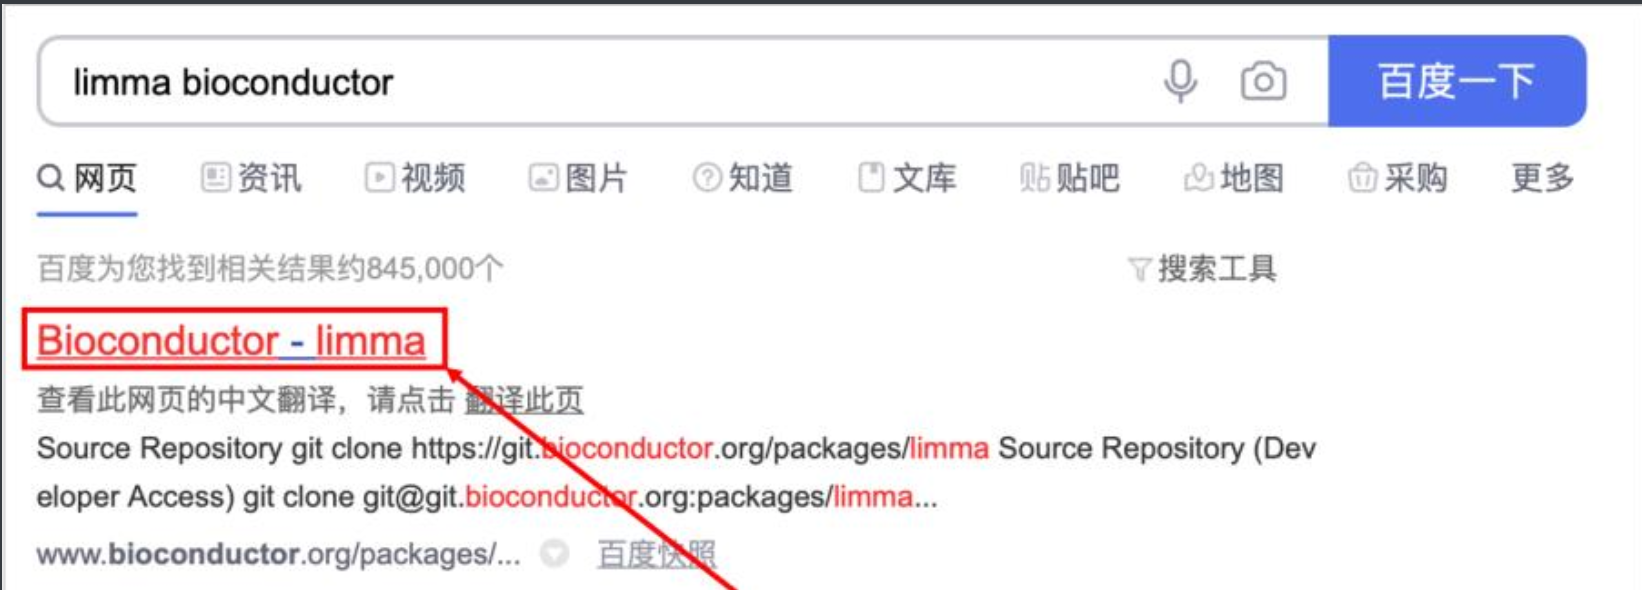 limma bioconductor 百度一下
网页 资讯 视频 图片 知道 文库 贴吧 地图 采购 更多
百度为您找到相关结果约845,000个 搜索工具
Bioconductor - limma
查看此网页的中文翻译，请点击 翻译此页
Source Repository git clone https://git.bioconductor.org/packages/limma Source Repository (Dev
eloper Access) git clone git@git.bioconductor.org:packages/limma...
www.bioconductor.org/packages/... 百度快照